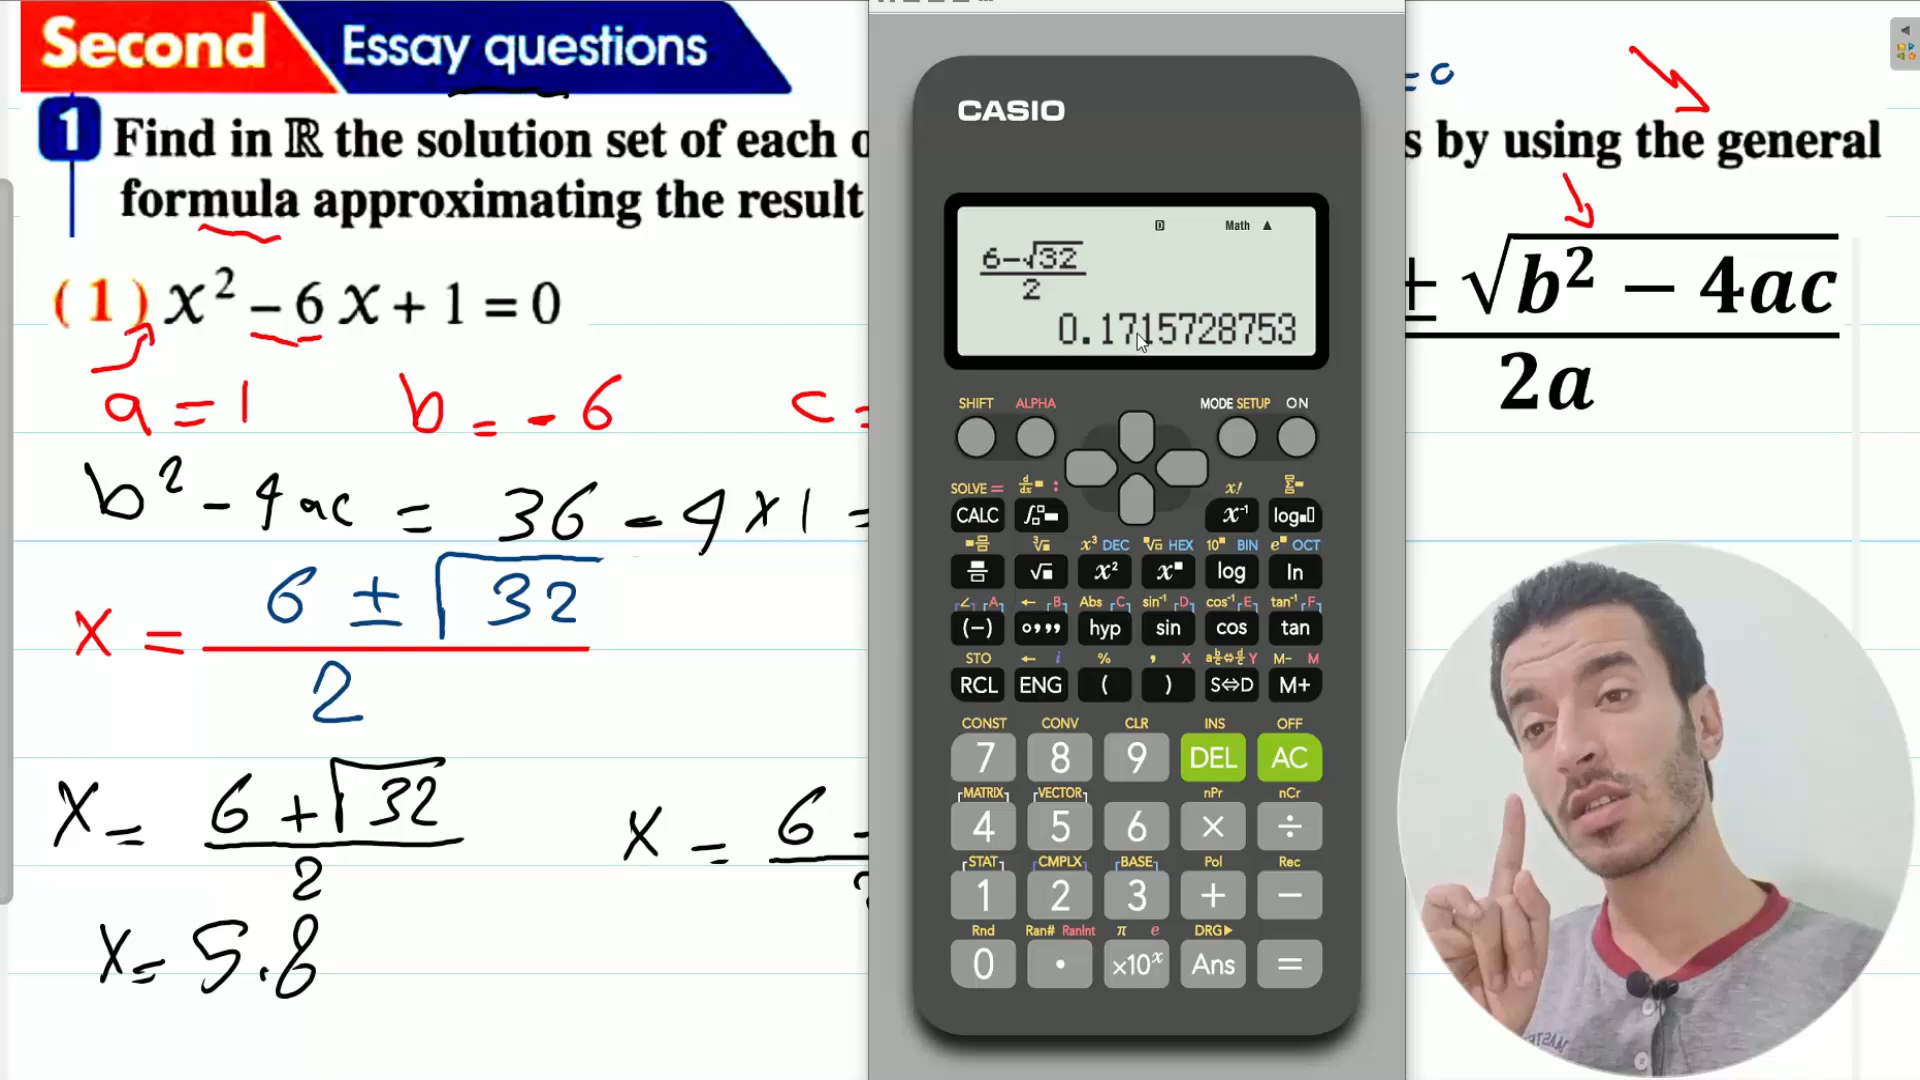 Second Essay questions
=0
1 Find in ℝ the solution set of each o
s by using the general
formula approximating the result
± √b² − 4ac
2a
(1) x² − 6x + 1 = 0
a = 1 b = - 6 c =
b² - 4ac = 36 - 4 × 1 =
x = 6 ± √32
2
x = 6 + √32
2
x = 6 -
x = 5.8
CASIO
D Math ▲
6−√32
2
0.1715728753
SHIFT ALPHA MODE SETUP ON
SOLVE = d/dx : x! Σ
CALC ∫ x⁻¹ log
³√ x³ DEC √ HEX 10 BIN e OCT
√ x² x log ln
∠ A ← B Abs C sin⁻¹ D cos⁻¹ E tan⁻¹ F
(−) °,,, hyp sin cos tan
STO ← i % , X a b/c⇔d/c Y M− M
RCL ENG ( ) S⇔D M+
CONST CONV CLR INS OFF
7 8 9 DEL AC
MATRIX VECTOR nPr nCr
4 5 6 × ÷
STAT CMPLX BASE Pol Rec
1 2 3 + −
Rnd Ran# RanInt π e DRG▶
0 . ×10ˣ Ans =